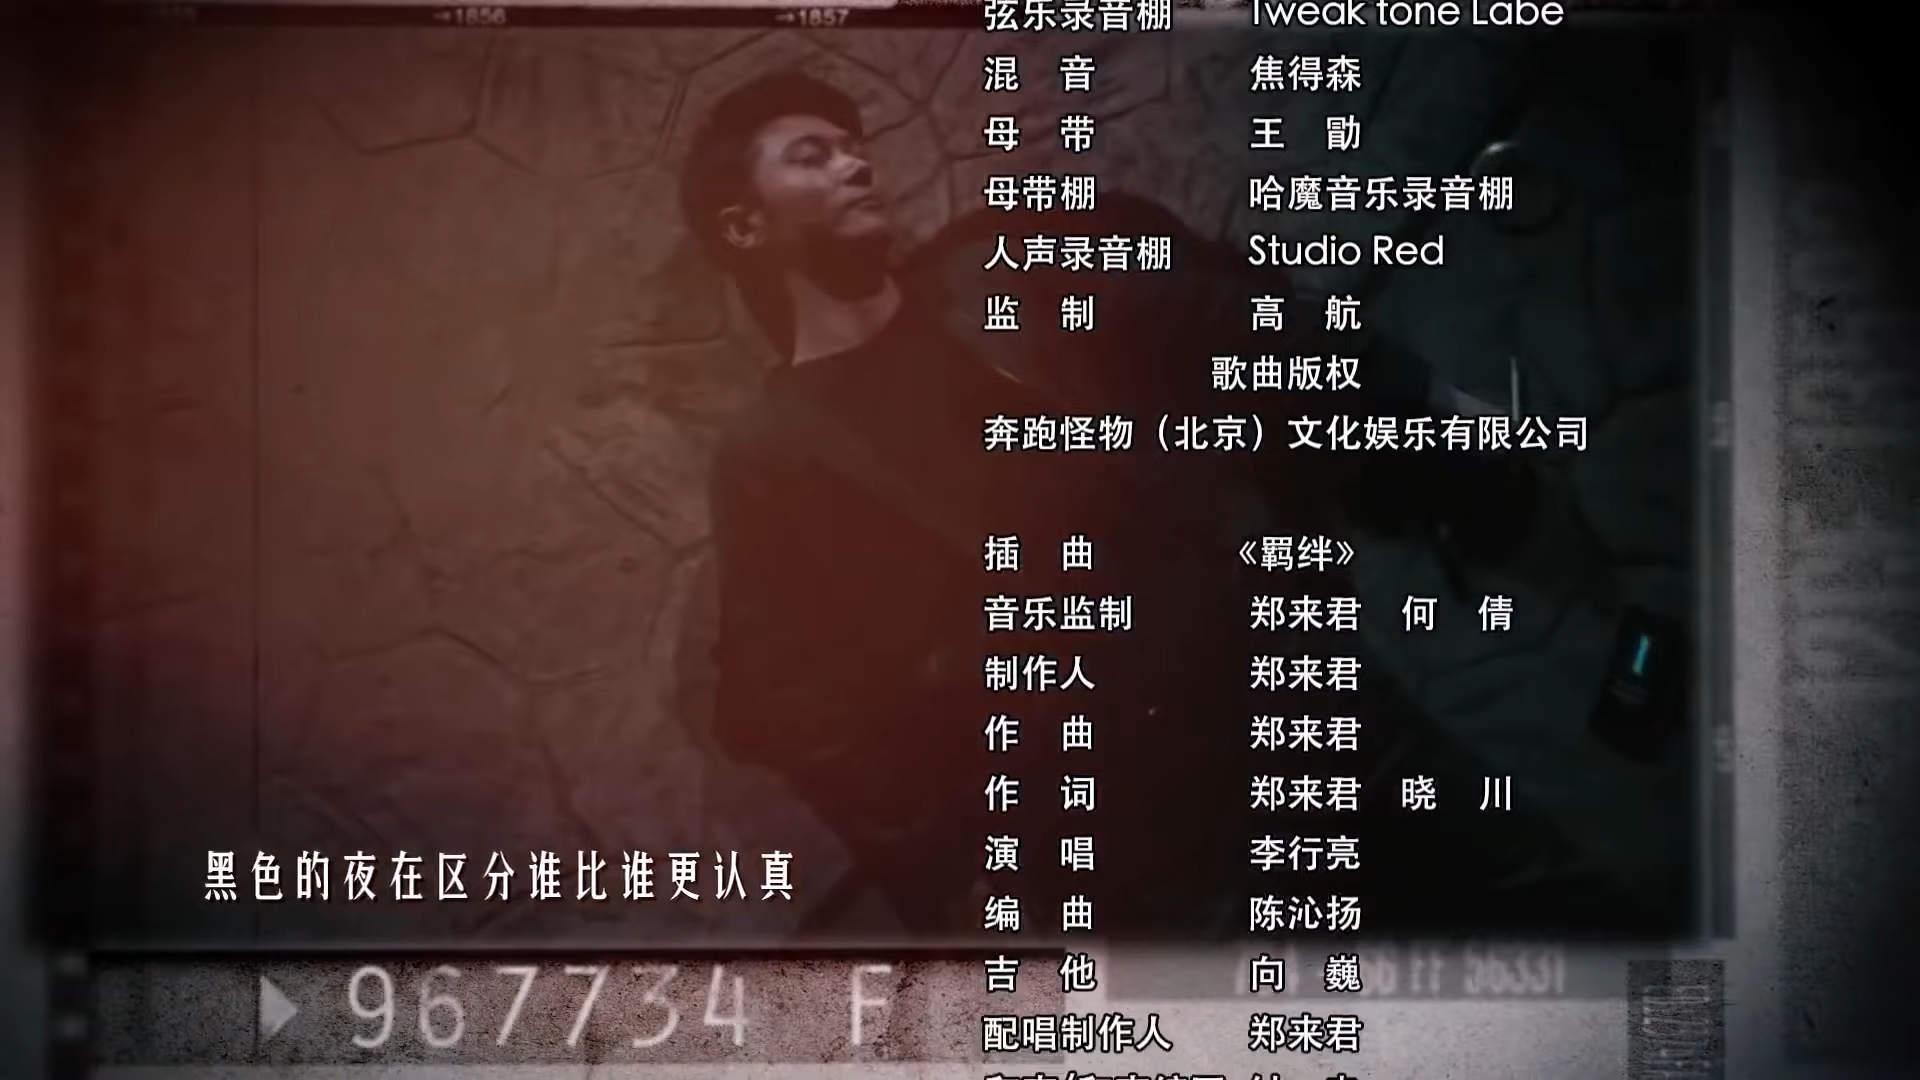 →1856
→1857
弦乐录音棚 Tweak tone Labe
混 音 焦得森
母 带 王 勖
母带棚 哈魔音乐录音棚
人声录音棚 Studio Red
监 制 高 航
歌曲版权
奔跑怪物（北京）文化娱乐有限公司
插 曲 《羁绊》
音乐监制 郑来君 何 倩
制作人 郑来君
作 曲 郑来君
作 词 郑来君 晓 川
演 唱 李行亮
编 曲 陈沁扬
吉 他 向 巍
配唱制作人 郑来君
黑色的夜在区分谁比谁更认真
967734 F